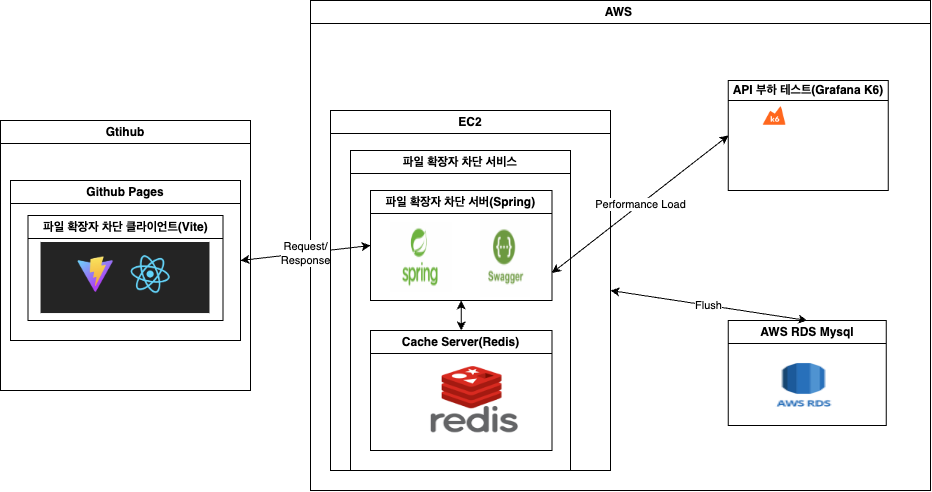 AWS
API 부하 테스트(Grafana K6)
K6
EC2
Gtihub
파일 확장자 차단 서비스
Github Pages
파일 확장자 차단 서버(Spring)
파일 확장자 차단 클라이언트(Vite)
Performance Load
Request/
Response
spring
Swagger
Flush
Cache Server(Redis)
AWS RDS Mysql
redis
AWS RDS